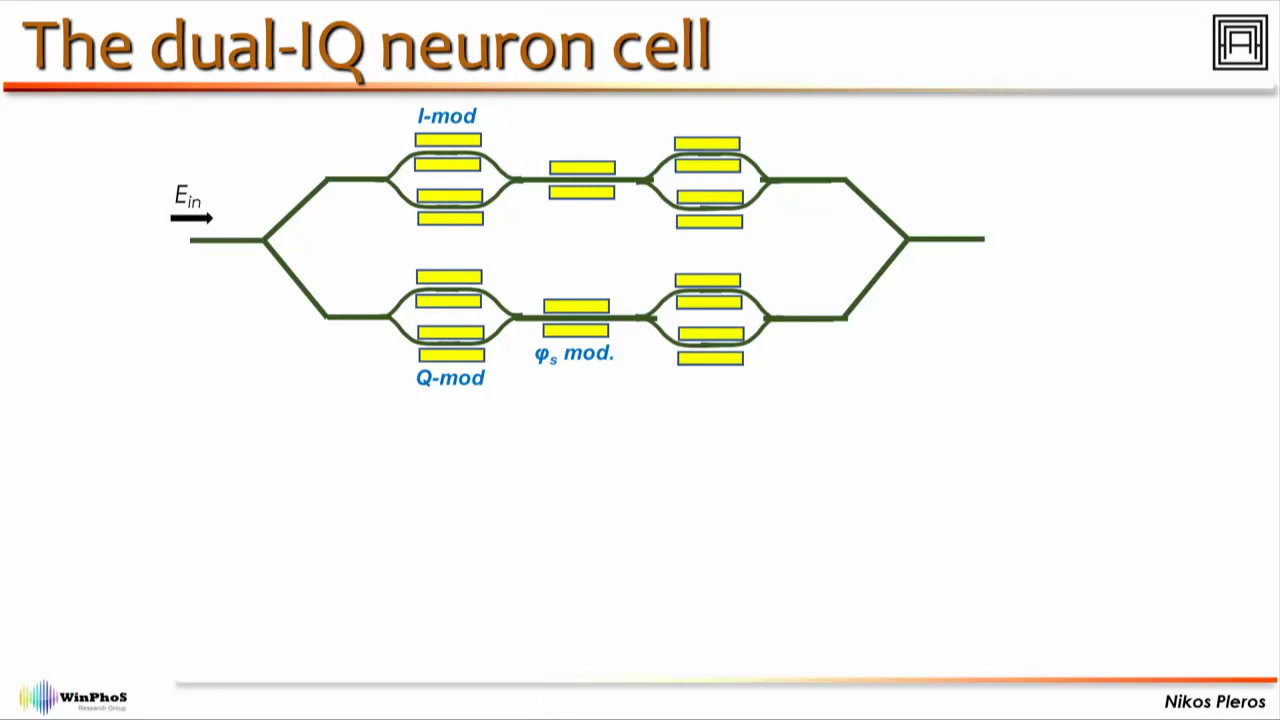 The dual-IQ neuron cell
I-mod
E_in
φ_s mod.
Q-mod
WinPhoS
Research Group
Nikos Pleros